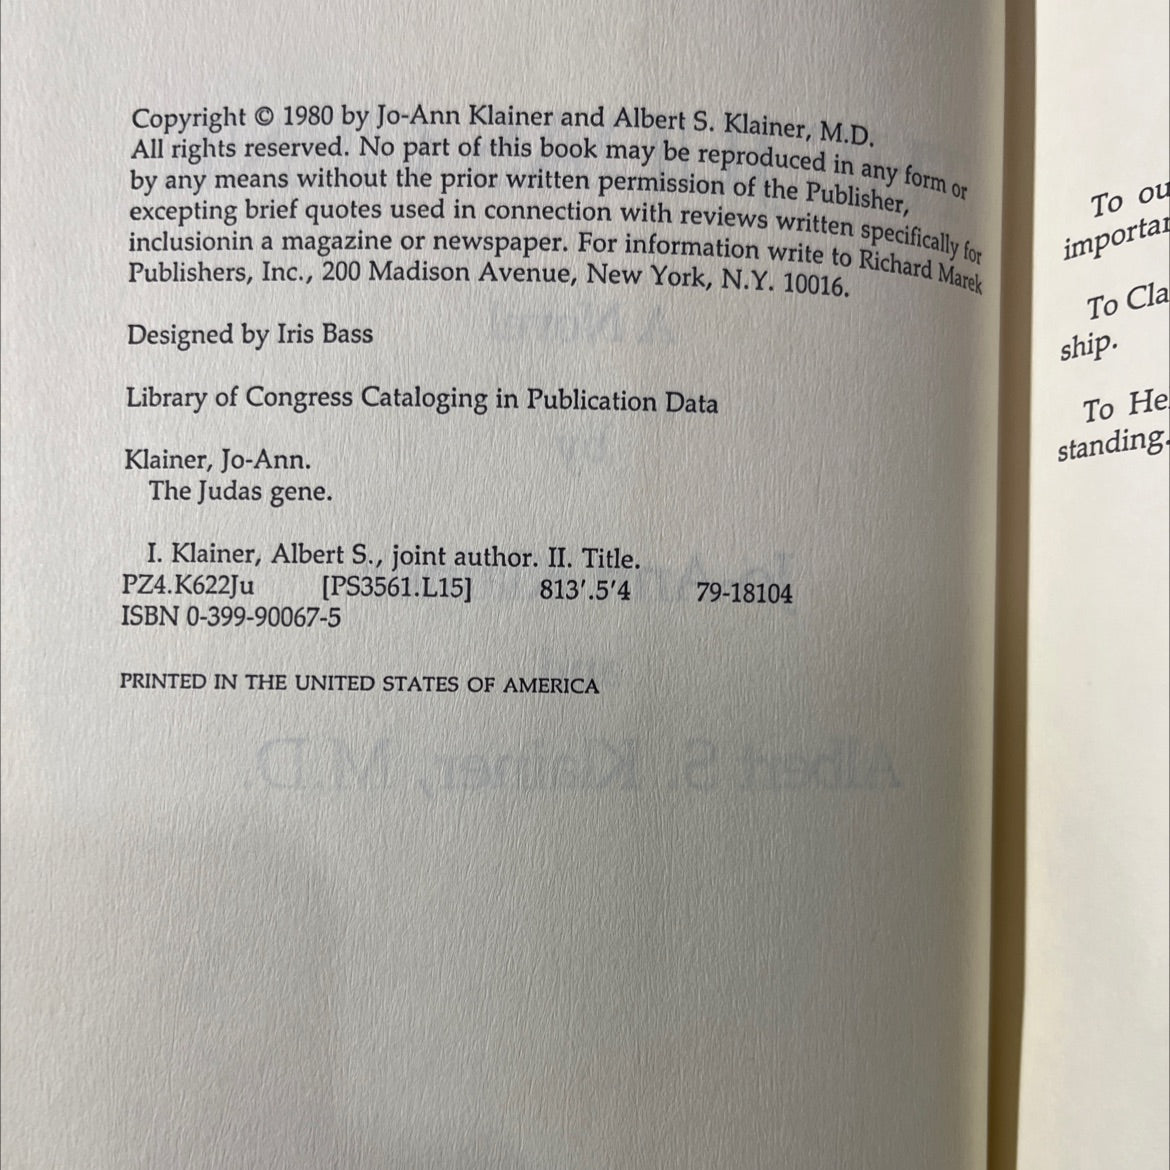 Copyright © 1980 by Jo-Ann Klainer and Albert S. Klainer, M.D.
All rights reserved. No part of this book may be reproduced in any form or
by any means without the prior written permission of the Publisher,
excepting brief quotes used in connection with reviews written specifically for
inclusionin a magazine or newspaper. For information write to Richard Marek
Publishers, Inc., 200 Madison Avenue, New York, N.Y. 10016.
Designed by Iris Bass
Library of Congress Cataloging in Publication Data
Klainer, Jo-Ann.
The Judas gene.
I. Klainer, Albert S., joint author. II. Title.
PZ4.K622Ju [PS3561.L15] 813'.5'4 79-18104
ISBN 0-399-90067-5
PRINTED IN THE UNITED STATES OF AMERICA
A Novel
by
and
Albert S. Klainer, M.D.
To
To
ship.
To
standing.